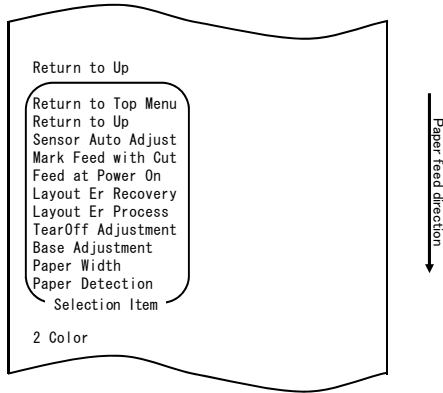 Return to Up
Return to Top Menu
Return to Up
Sensor Auto Adjust
Mark Feed with Cut
Feed at Power On
Layout Er Recovery
Layout Er Process
TearOff Adjustment
Base Adjustment
Paper Width
Paper Detection
Selection Item
2 Color
Paper feed direction